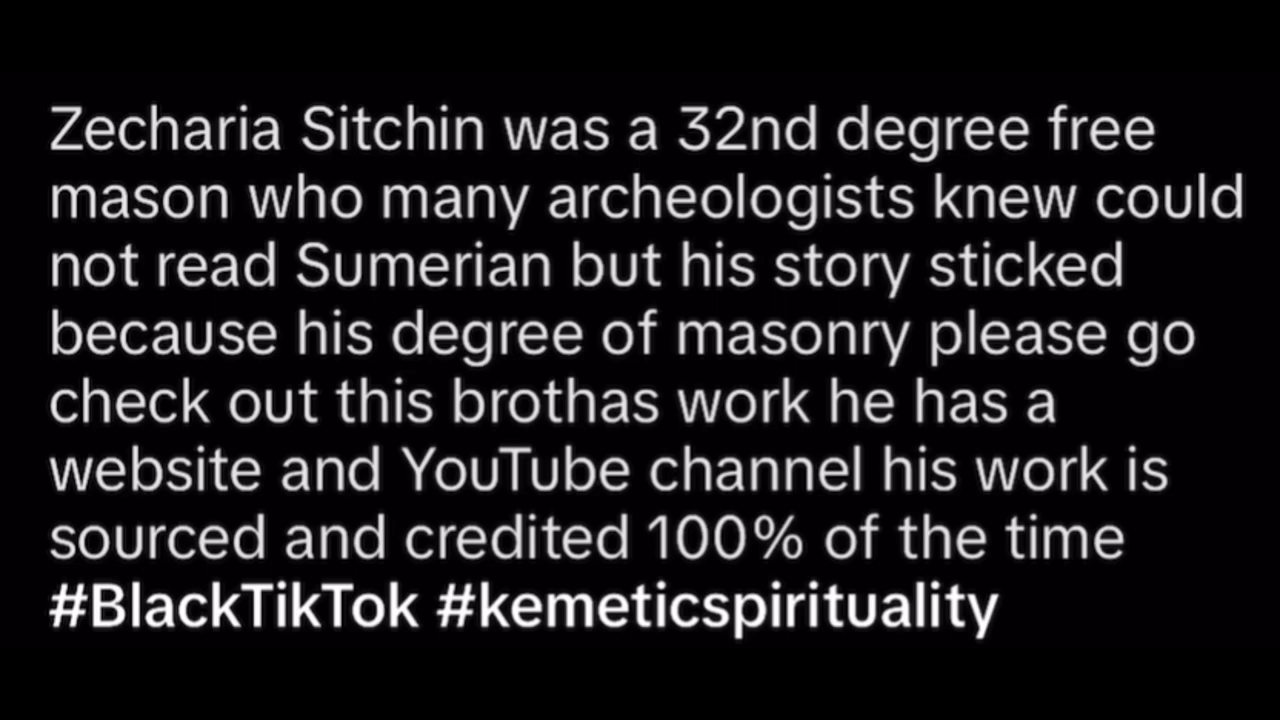 Zecharia Sitchin was a 32nd degree free
mason who many archeologists knew could
not read Sumerian but his story sticked
because his degree of masonry please go
check out this brothas work he has a
website and YouTube channel his work is
sourced and credited 100% of the time
#BlackTikTok #kemeticspirituality